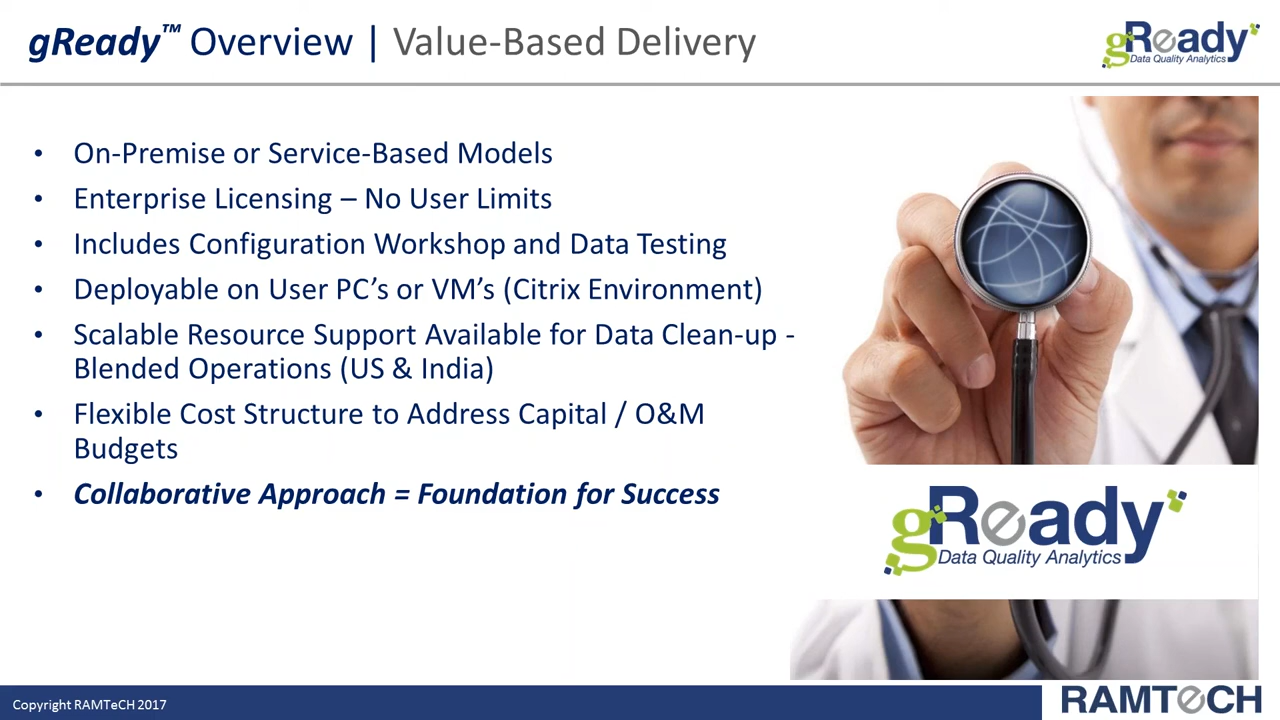 gReady™ Overview | Value-Based Delivery
gReady
Data Quality Analytics
• On-Premise or Service-Based Models
• Enterprise Licensing – No User Limits
• Includes Configuration Workshop and Data Testing
• Deployable on User PC’s or VM’s (Citrix Environment)
• Scalable Resource Support Available for Data Clean-up -
Blended Operations (US & India)
• Flexible Cost Structure to Address Capital / O&M
Budgets
• Collaborative Approach = Foundation for Success
gReady
Data Quality Analytics
Copyright RAMTeCH 2017
RAMTeCH